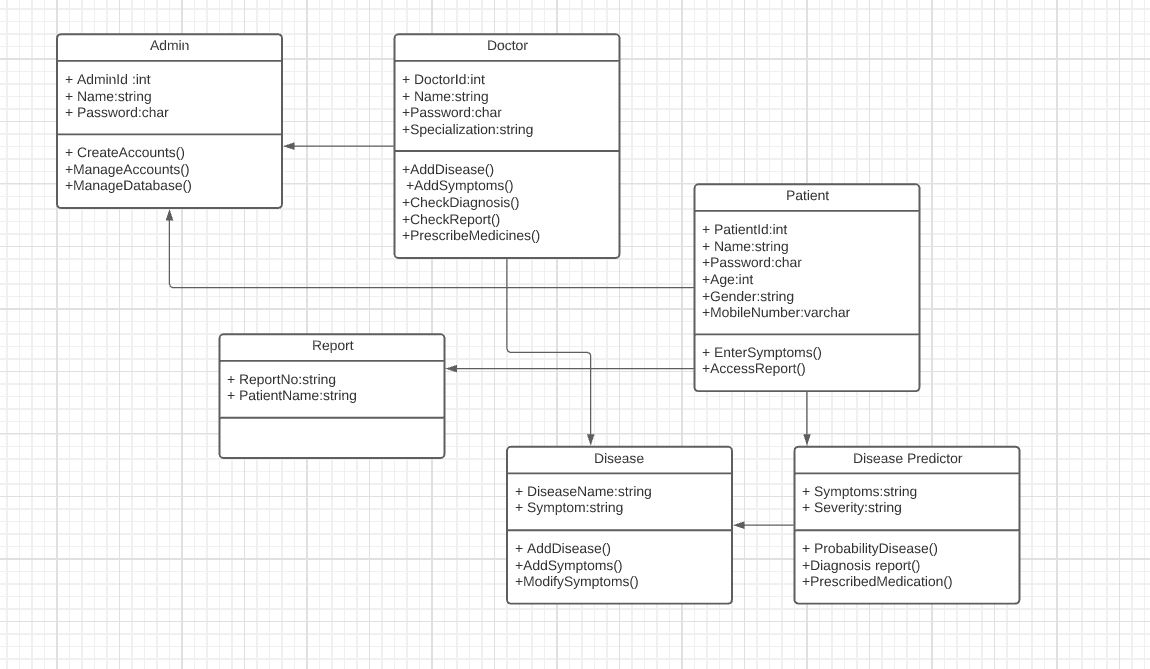 Admin
+ AdminId :int
+ Name:string
+ Password:char
+ CreateAccounts()
+ManageAccounts()
+ManageDatabase()
Doctor
+ DoctorId:int
+ Name:string
+Password:char
+Specialization:string
+AddDisease()
+AddSymptoms()
+CheckDiagnosis()
+CheckReport()
+PrescribeMedicines()
Patient
+ PatientId:int
+ Name:string
+Password:char
+Age:int
+Gender:string
+MobileNumber:varchar
+ EnterSymptoms()
+AccessReport()
Report
+ ReportNo:string
+ PatientName:string
Disease
+ DiseaseName:string
+ Symptom:string
+ AddDisease()
+AddSymptoms()
+ModifySymptoms()
Disease Predictor
+ Symptoms:string
+ Severity:string
+ ProbabilityDisease()
+Diagnosis report()
+PrescribedMedication()